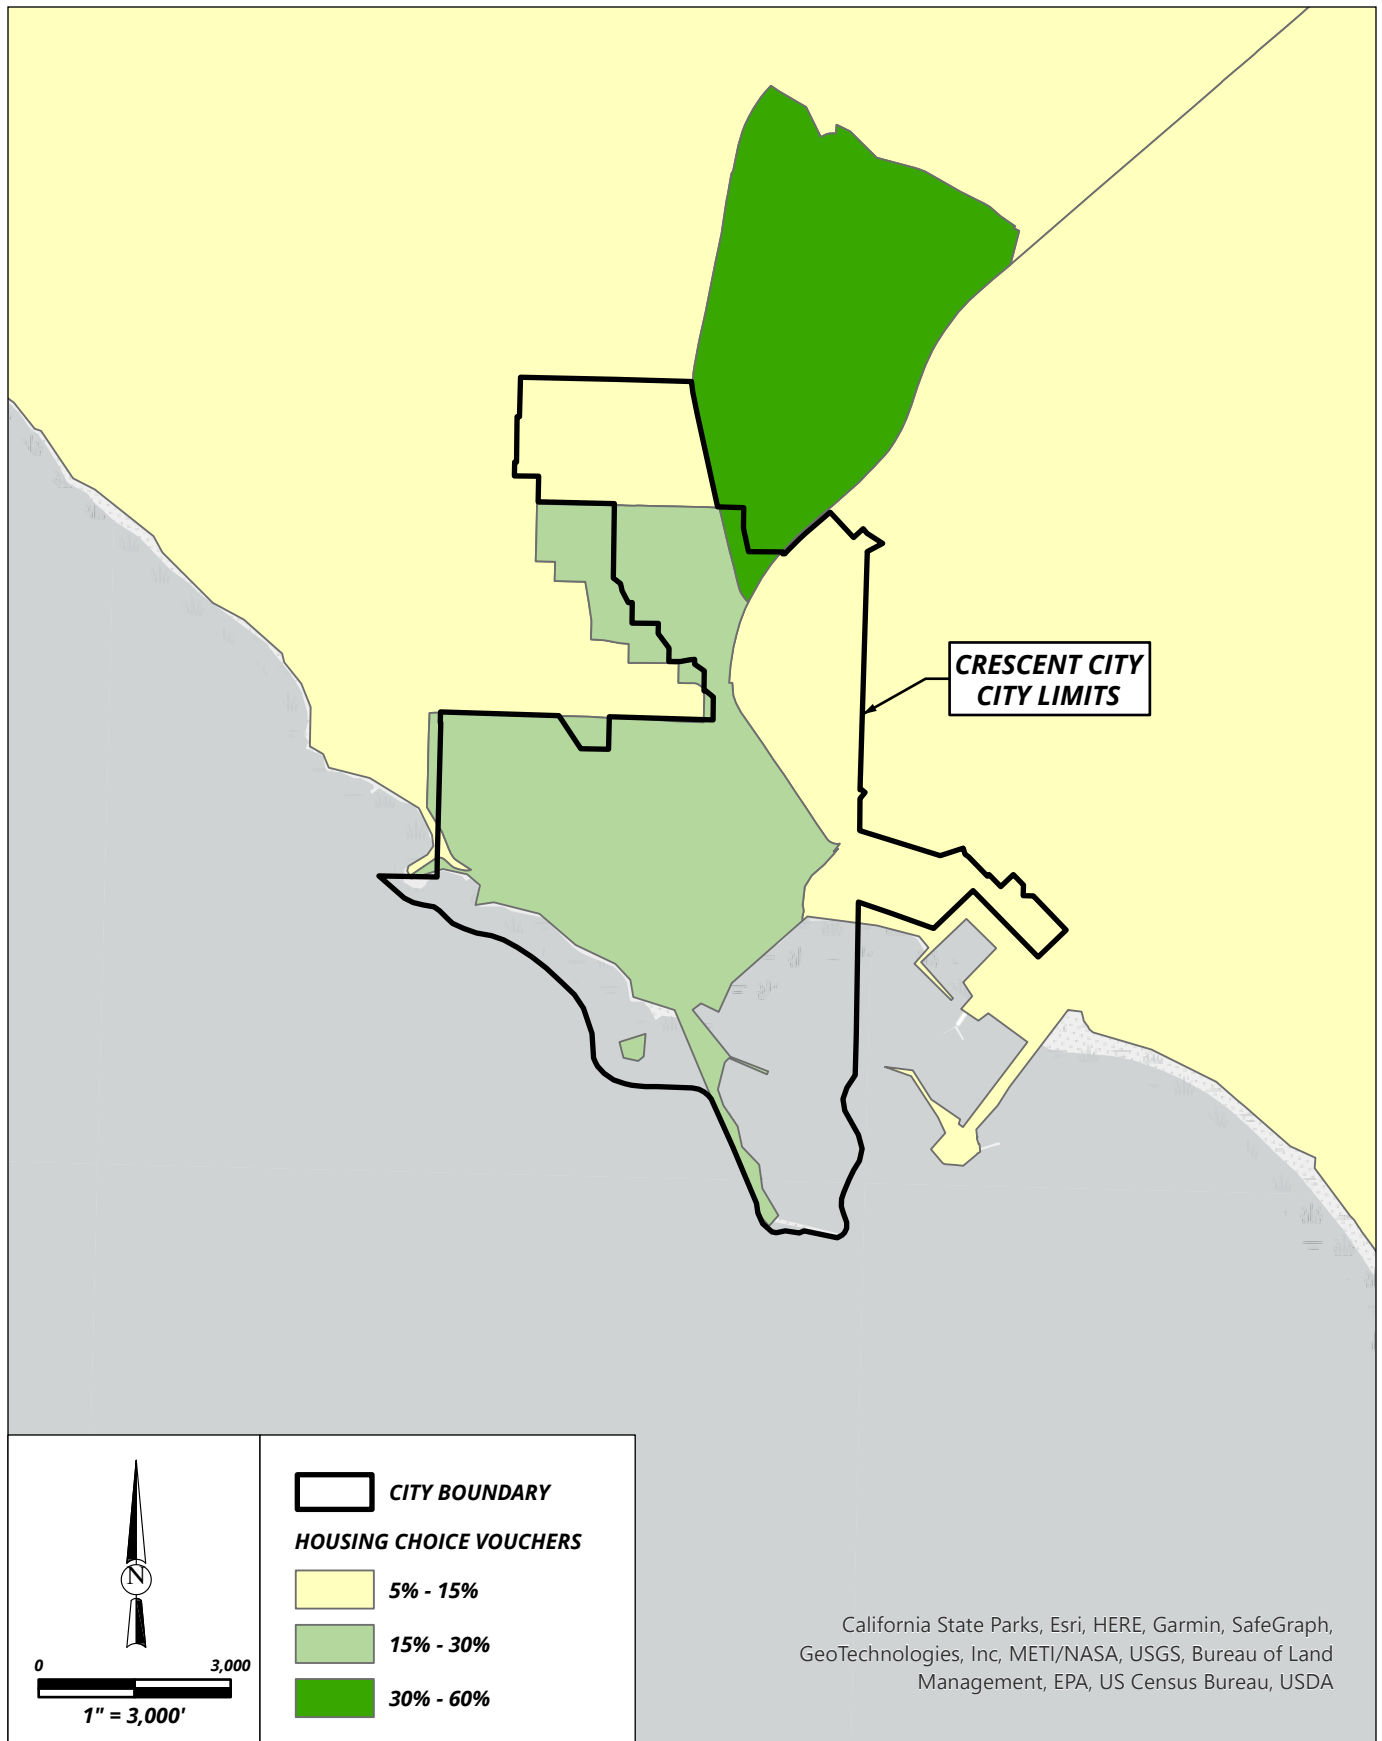 CRESCENT CITY
CITY LIMITS
CITY BOUNDARY
HOUSING CHOICE VOUCHERS
5% - 15%
15% - 30%
30% - 60%
N
0 3,000
1" = 3,000'
California State Parks, Esri, HERE, Garmin, SafeGraph,
GeoTechnologies, Inc, METI/NASA, USGS, Bureau of Land
Management, EPA, US Census Bureau, USDA